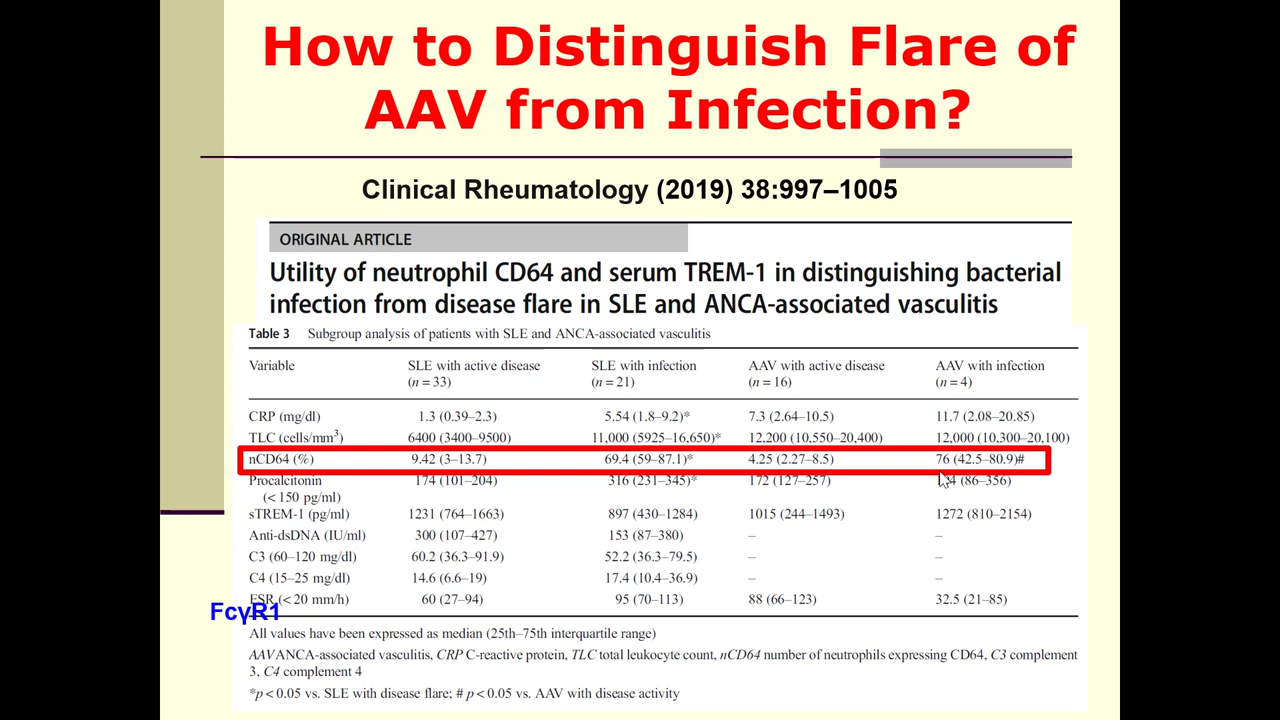 How to Distinguish Flare of
AAV from Infection?
Clinical Rheumatology (2019) 38:997–1005
ORIGINAL ARTICLE
Utility of neutrophil CD64 and serum TREM-1 in distinguishing bacterial
infection from disease flare in SLE and ANCA-associated vasculitis
Table 3 Subgroup analysis of patients with SLE and ANCA-associated vasculitis
Variable SLE with active disease SLE with infection AAV with active disease AAV with infection
(n = 33) (n = 21) (n = 16) (n = 4)
CRP (mg/dl) 1.3 (0.39–2.3) 5.54 (1.8–9.2)* 7.3 (2.64–10.5) 11.7 (2.08–20.85)
TLC (cells/mm³) 6400 (3400–9500) 11,000 (5925–16,650)* 12,200 (10,550–20,400) 12,000 (10,300–20,100)
nCD64 (%) 9.42 (3–13.7) 69.4 (59–87.1)* 4.25 (2.27–8.5) 76 (42.5–80.9)#
Procalcitonin 174 (101–204) 316 (231–345)* 172 (127–257) (86–356)
(< 150 pg/ml)
sTREM-1 (pg/ml) 1231 (764–1663) 897 (430–1284) 1015 (244–1493) 1272 (810–2154)
Anti-dsDNA (IU/ml) 300 (107–427) 153 (87–380) – –
C3 (60–120 mg/dl) 60.2 (36.3–91.9) 52.2 (36.3–79.5) – –
C4 (15–25 mg/dl) 14.6 (6.6–19) 17.4 (10.4–36.9) – –
ESR (< 20 mm/h) 60 (27–94) 95 (70–113) 88 (66–123) 32.5 (21–85)
FcγR1
All values have been expressed as median (25th–75th interquartile range)
AAV ANCA-associated vasculitis, CRP C-reactive protein, TLC total leukocyte count, nCD64 number of neutrophils expressing CD64, C3 complement
3, C4 complement 4
*p < 0.05 vs. SLE with disease flare; # p < 0.05 vs. AAV with disease activity